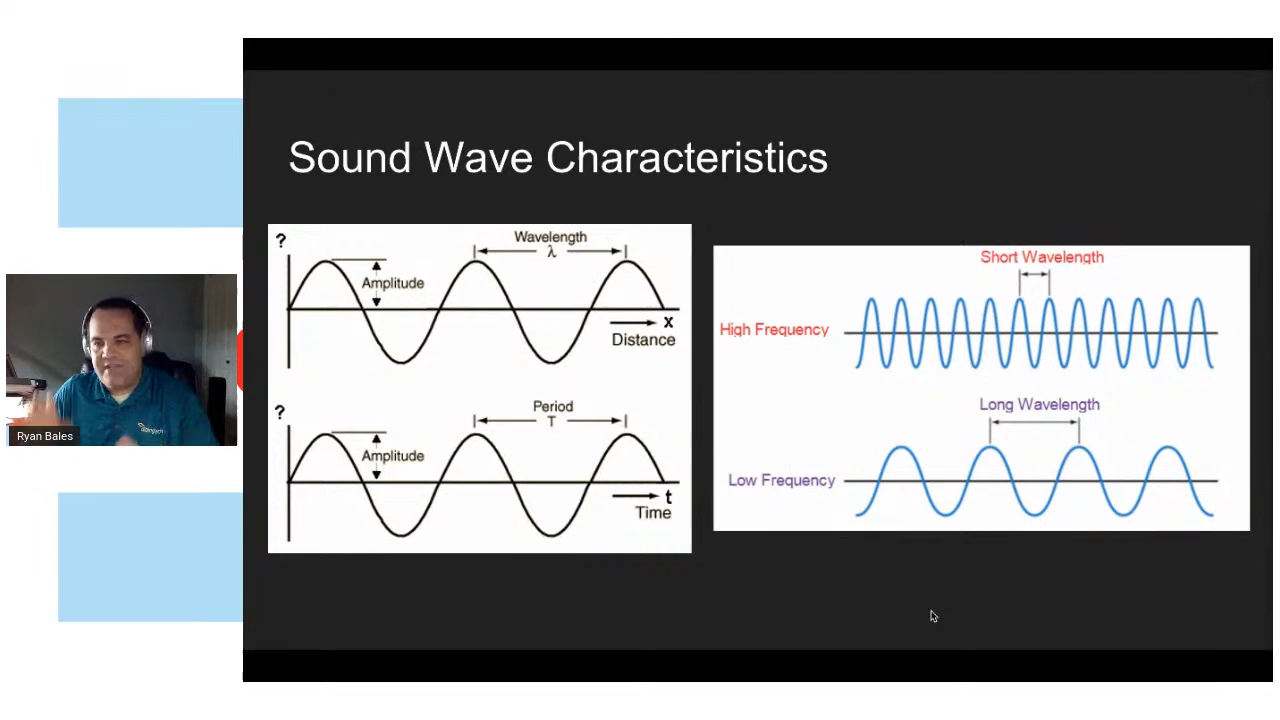 Sound Wave Characteristics
?
Wavelength
λ
Amplitude
x
Distance
?
Period
T
Amplitude
t
Time
Short Wavelength
High Frequency
Long Wavelength
Low Frequency
Ryan Bales